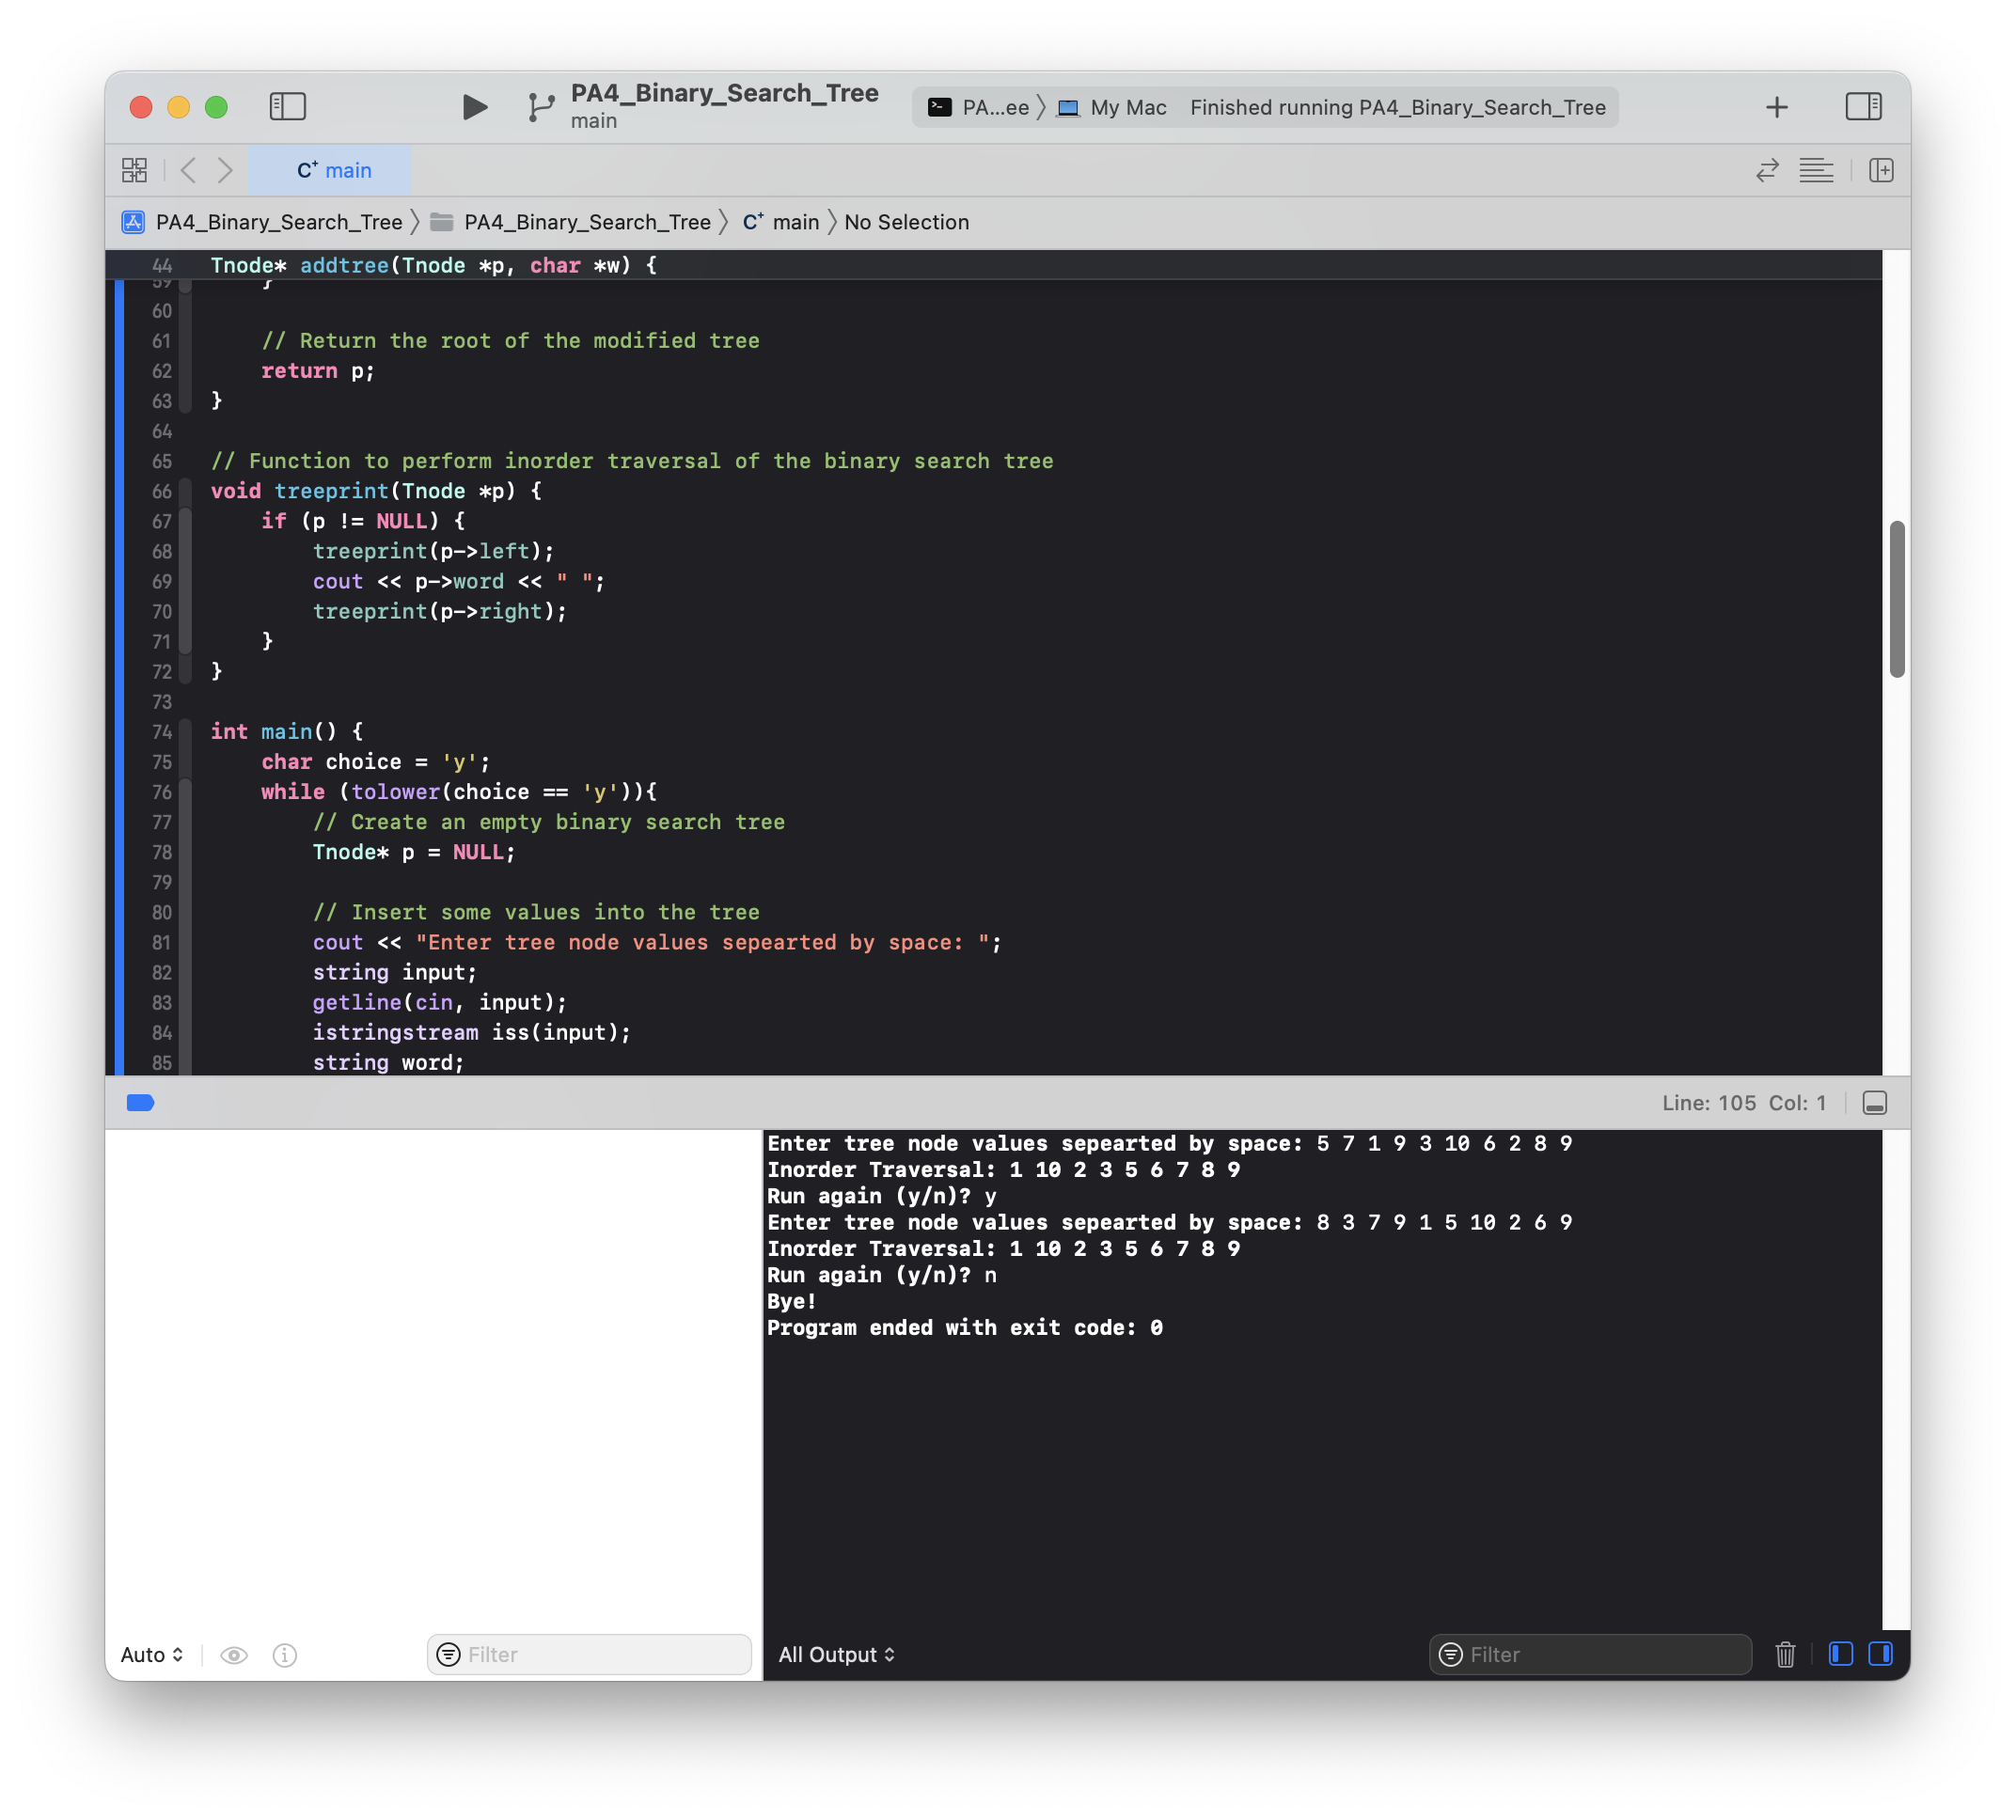 PA4_Binary_Search_Tree
main
PA...ee 〉 My Mac Finished running PA4_Binary_Search_Tree
C+ main
PA4_Binary_Search_Tree 〉 PA4_Binary_Search_Tree 〉 C+ main 〉 No Selection
44 Tnode* addtree(Tnode *p, char *w) {
59     }
60
61     // Return the root of the modified tree
62     return p;
63 }
64
65 // Function to perform inorder traversal of the binary search tree
66 void treeprint(Tnode *p) {
67     if (p != NULL) {
68         treeprint(p->left);
69         cout << p->word << " ";
70         treeprint(p->right);
71     }
72 }
73
74 int main() {
75     char choice = 'y';
76     while (tolower(choice == 'y')){
77         // Create an empty binary search tree
78         Tnode* p = NULL;
79
80         // Insert some values into the tree
81         cout << "Enter tree node values sepearted by space: ";
82         string input;
83         getline(cin, input);
84         istringstream iss(input);
85         string word;
Line: 105 Col: 1
Enter tree node values sepearted by space: 5 7 1 9 3 10 6 2 8 9
Inorder Traversal: 1 10 2 3 5 6 7 8 9
Run again (y/n)? y
Enter tree node values sepearted by space: 8 3 7 9 1 5 10 2 6 9
Inorder Traversal: 1 10 2 3 5 6 7 8 9
Run again (y/n)? n
Bye!
Program ended with exit code: 0
Auto Filter All Output Filter